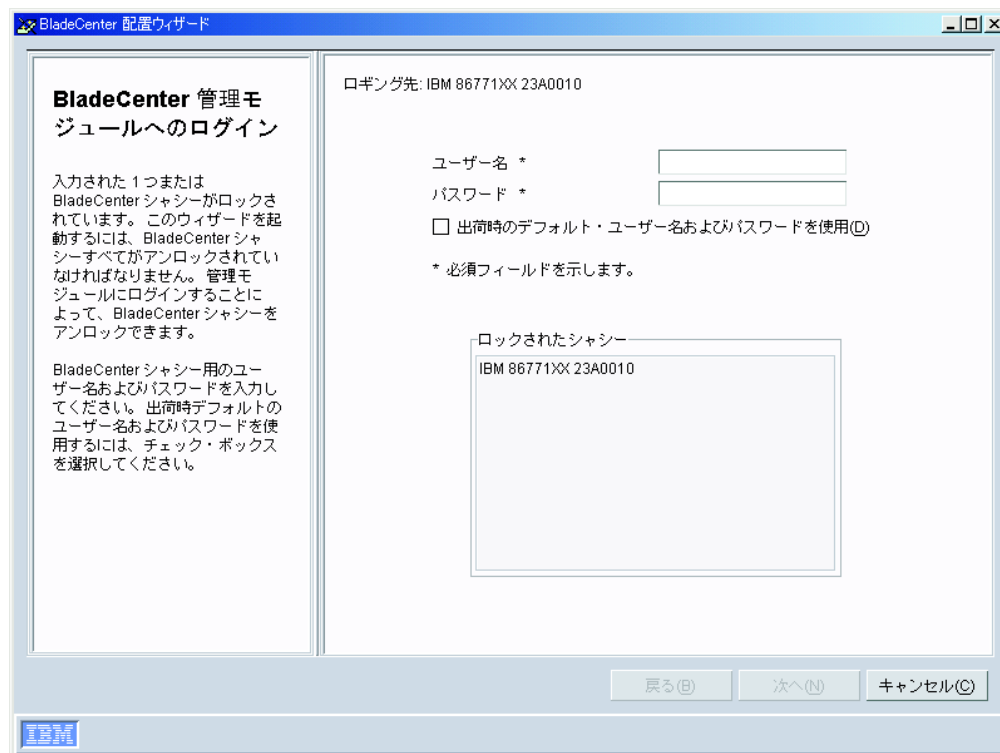 BladeCenter 配置ウィザード
BladeCenter 管理モ
ジュールへのログイン
入力された 1 つまたは
BladeCenter シャシーがロックさ
れています。 このウィザードを起
動するには、BladeCenter シャ
シーすべてがアンロックされてい
なければなりません。 管理モ
ジュールにログインすることに
よって、BladeCenter シャシーを
アンロックできます。
BladeCenter シャシー用のユー
ザー名およびパスワードを入力し
てください。 出荷時デフォルトの
ユーザー名およびパスワードを使
用するには、チェック・ボックス
を選択してください。
ロギング先: IBM 86771XX 23A0010
ユーザー名 *
パスワード *
出荷時のデフォルト・ユーザー名およびパスワードを使用(D)
* 必須フィールドを示します。
ロックされたシャシー
IBM 86771XX 23A0010
戻る(B)
次へ(N)
キャンセル(C)
IBM